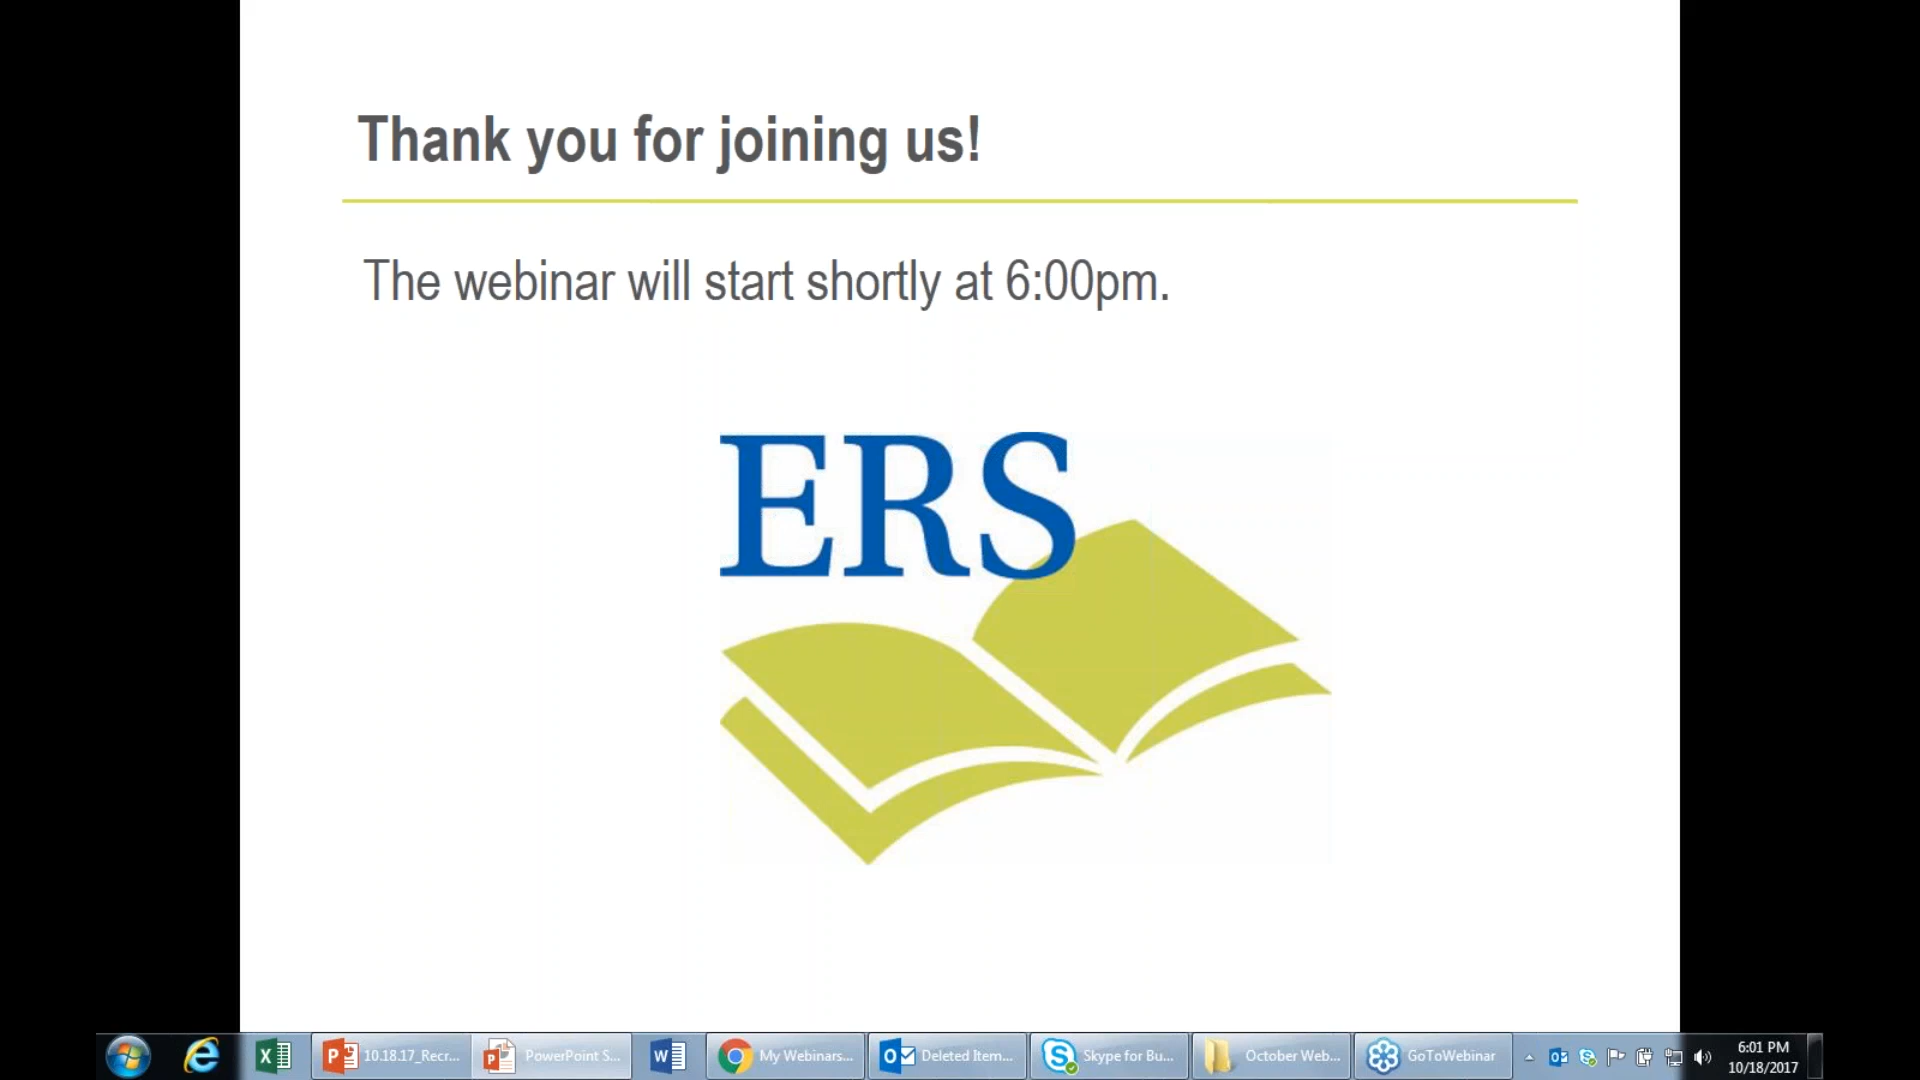 Thank you for joining us!
The webinar will start shortly at 6:00pm.
ERS
10.18.17_Recr...
PowerPoint S...
My Webinars...
Deleted Item...
Skype for Bu...
October Web...
GoToWebinar
6:01 PM
10/18/2017